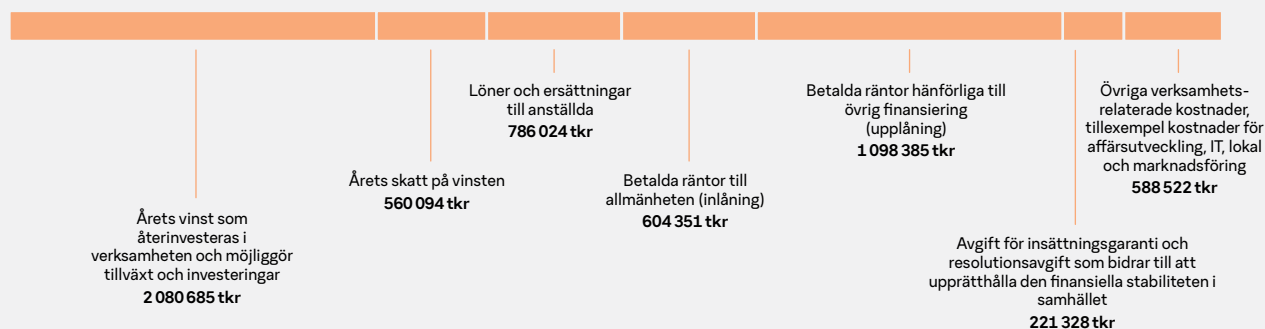 Årets vinst som
återinvesteras i
verksamheten och möjliggör
tillväxt och investeringar
2 080 685 tkr
Årets skatt på vinsten
560 094 tkr
Löner och ersättningar
till anställda
786 024 tkr
Betalda räntor till
allmänheten (inlåning)
604 351 tkr
Betalda räntor hänförliga till
övrig finansiering
(upplåning)
1 098 385 tkr
Avgift för insättningsgaranti och
resolutionsavgift som bidrar till att
upprätthålla den finansiella stabiliteten i
samhället
221 328 tkr
Övriga verksamhets-
relaterade kostnader,
tillexempel kostnader för
affärsutveckling, IT, lokal
och marknadsföring
588 522 tkr